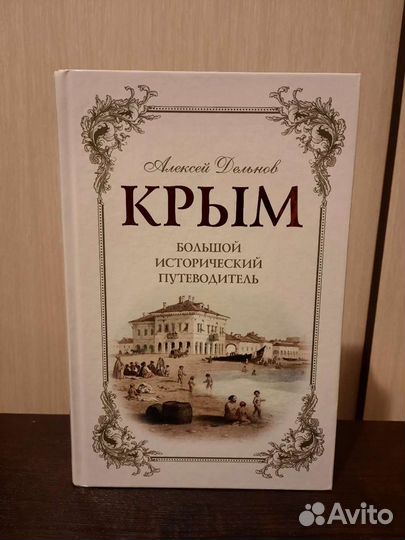 Алексей Дельнов
КРЫМ
БОЛЬШОЙ
ИСТОРИЧЕСКИЙ
ПУТЕВОДИТЕЛЬ
Avito